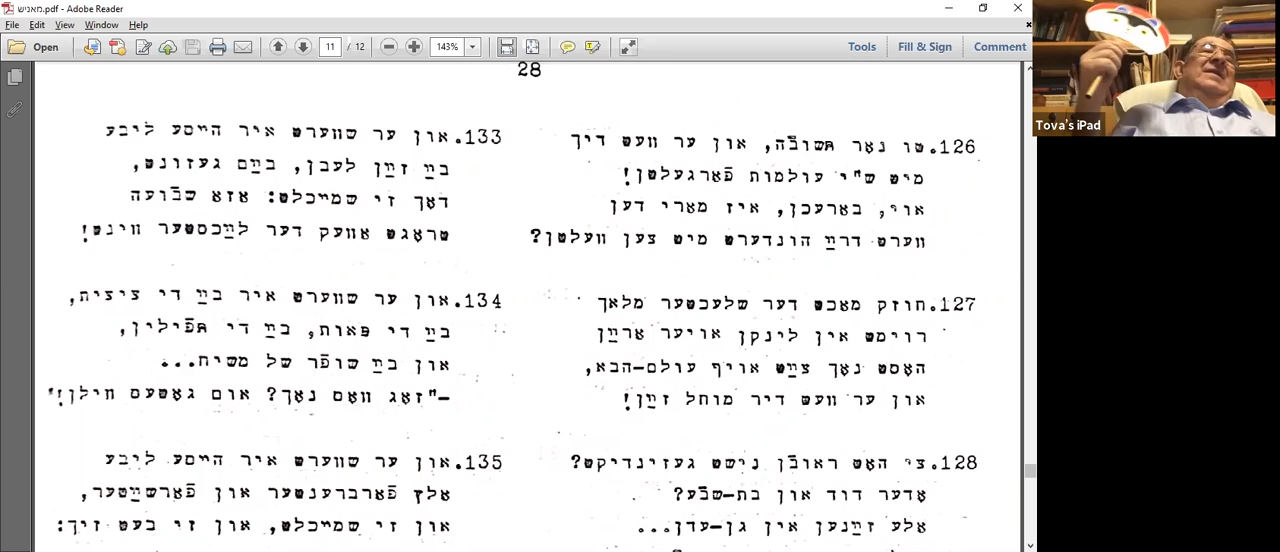 מאניש.pdf - Adobe Reader
File Edit View Window Help
Open 11 / 12 143% Tools Fill & Sign Comment
Tova's iPad
28
126.טו נאָר תּשובֿה, און ער וועט דיך
מיט ש"י עולמות פֿאַרגעלטן!
אוי, באַרעכן, איז מאַרי דען
ווערט דרײַ הונדערט מיט צען וועלטן?
127.חוזק מאַכט דער שלעכטער מלאך
רוימט אין לינקן אויער אַרײַן
האָסט נאָך צײַט אויף עולם-הבא,
און ער וועט דיר מוחל זײַן!
128.צי האָט ראובֿן נישט געזינדיקט?
אָדער דוד און בת-שבֿע?
אַלע זײַנען אין גן-עדן...
133.און ער שווערט איר הייסע ליבע
בײַ זײַן לעבן, בײַם געזונט,
דאָך זי שמייכלט: אַזאַ שבֿועה
טראָגט אַוועק דער לײַכסטער ווינט!
134.און ער שווערט איר בײַ די ציצית,
בײַ די פּאות, בײַ די תּפֿילין,
און בײַ שופֿר של משיח...
-"זאָג וואָס נאָך? אום גאָטעס ווילן!"
135.און ער שווערט איר הייסע ליבע
אַלץ פֿאַרברענטער און פֿאַרשײַטער,
און זי שמייכלט, און זי בעט זיך: